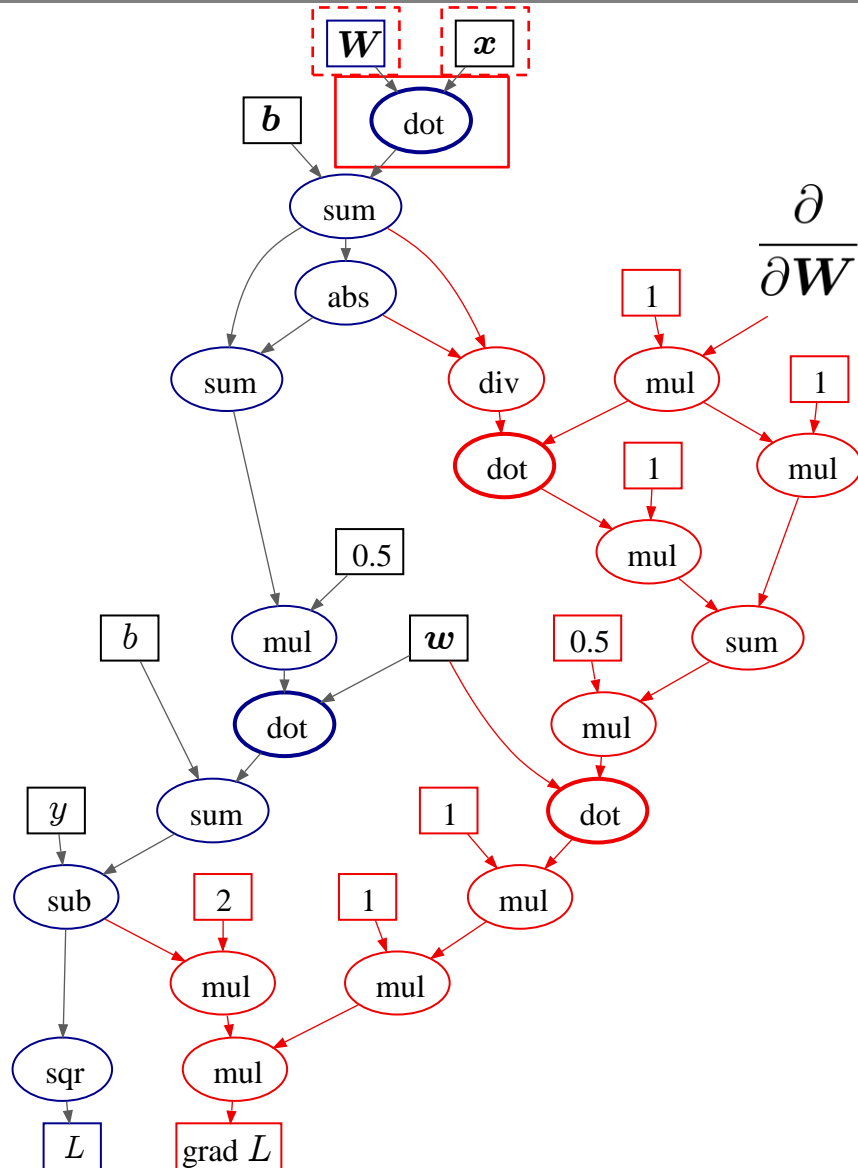 W x
b dot
sum
∂
∂W
abs 1
sum div mul 1
dot 1 mul
mul
0.5
b mul w 0.5 sum
dot mul
y sum 1 dot
sub 2 1 mul
mul mul
sqr mul
L grad L